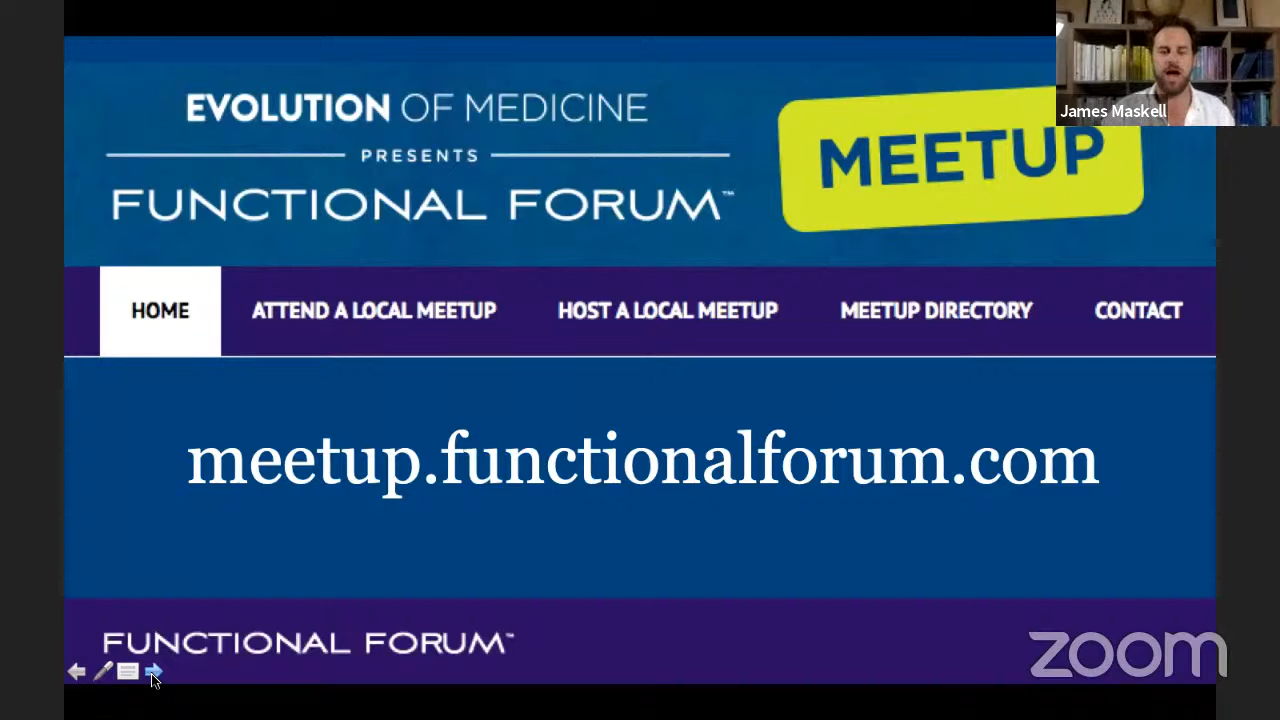 EVOLUTION OF MEDICINE
PRESENTS
FUNCTIONAL FORUM™
MEETUP
James Maskell
HOME ATTEND A LOCAL MEETUP HOST A LOCAL MEETUP MEETUP DIRECTORY CONTACT
meetup.functionalforum.com
FUNCTIONAL FORUM™
zoom